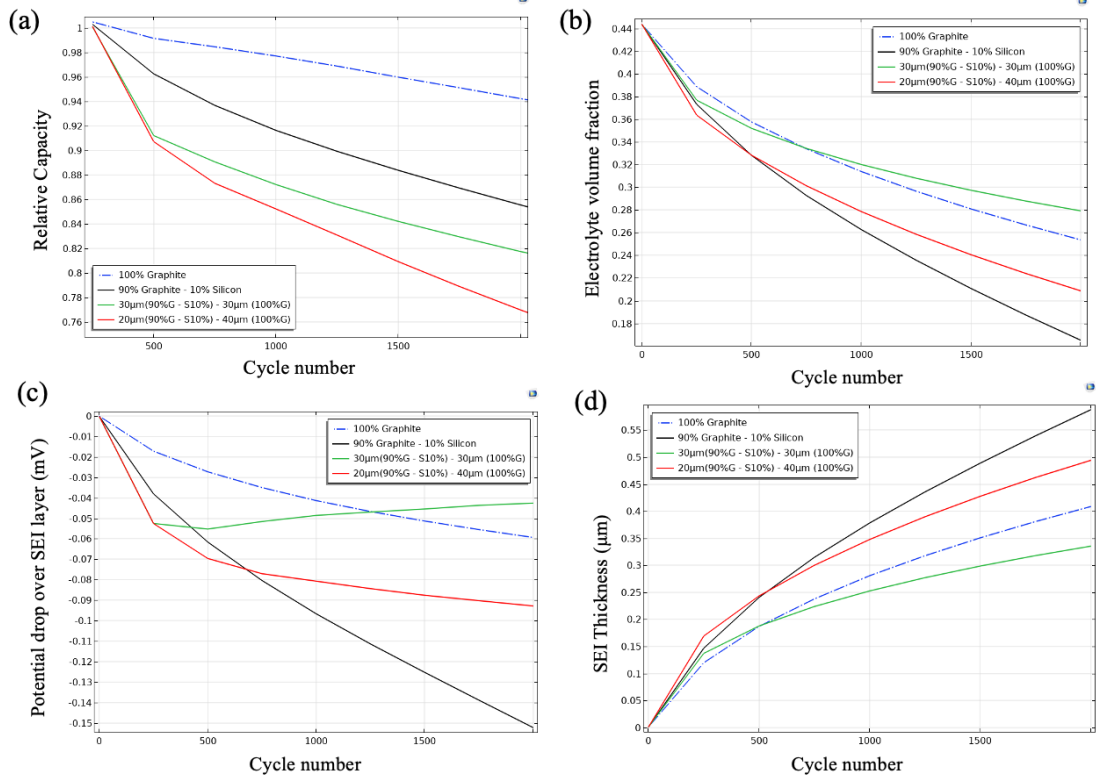 (a)
1
0.98
0.96
0.94
0.92
0.9
0.88
0.86
0.84
0.82
0.8
0.78
0.76
Relative Capacity
100% Graphite
90% Graphite - 10% Silicon
30μm(90%G - S10%) - 30μm (100%G)
20μm(90%G - S10%) - 40μm (100%G)
500
1000
1500
Cycle number
(b)
0.44
0.42
0.4
0.38
0.36
0.34
0.32
0.3
0.28
0.26
0.24
0.22
0.2
0.18
Electrolyte volume fraction
100% Graphite
90% Graphite - 10% Silicon
30μm(90%G - S10%) - 30μm (100%G)
20μm(90%G - S10%) - 40μm (100%G)
0
500
1000
1500
Cycle number
(c)
0
-0.01
-0.02
-0.03
-0.04
-0.05
-0.06
-0.07
-0.08
-0.09
-0.1
-0.11
-0.12
-0.13
-0.14
-0.15
Potential drop over SEI layer (mV)
100% Graphite
90% Graphite - 10% Silicon
30μm(90%G - S10%) - 30μm (100%G)
20μm(90%G - S10%) - 40μm (100%G)
0
500
1000
1500
Cycle number
(d)
0.55
0.5
0.45
0.4
0.35
0.3
0.25
0.2
0.15
0.1
0.05
0
SEI Thickness (μm)
100% Graphite
90% Graphite - 10% Silicon
30μm(90%G - S10%) - 30μm (100%G)
20μm(90%G - S10%) - 40μm (100%G)
0
500
1000
1500
Cycle number